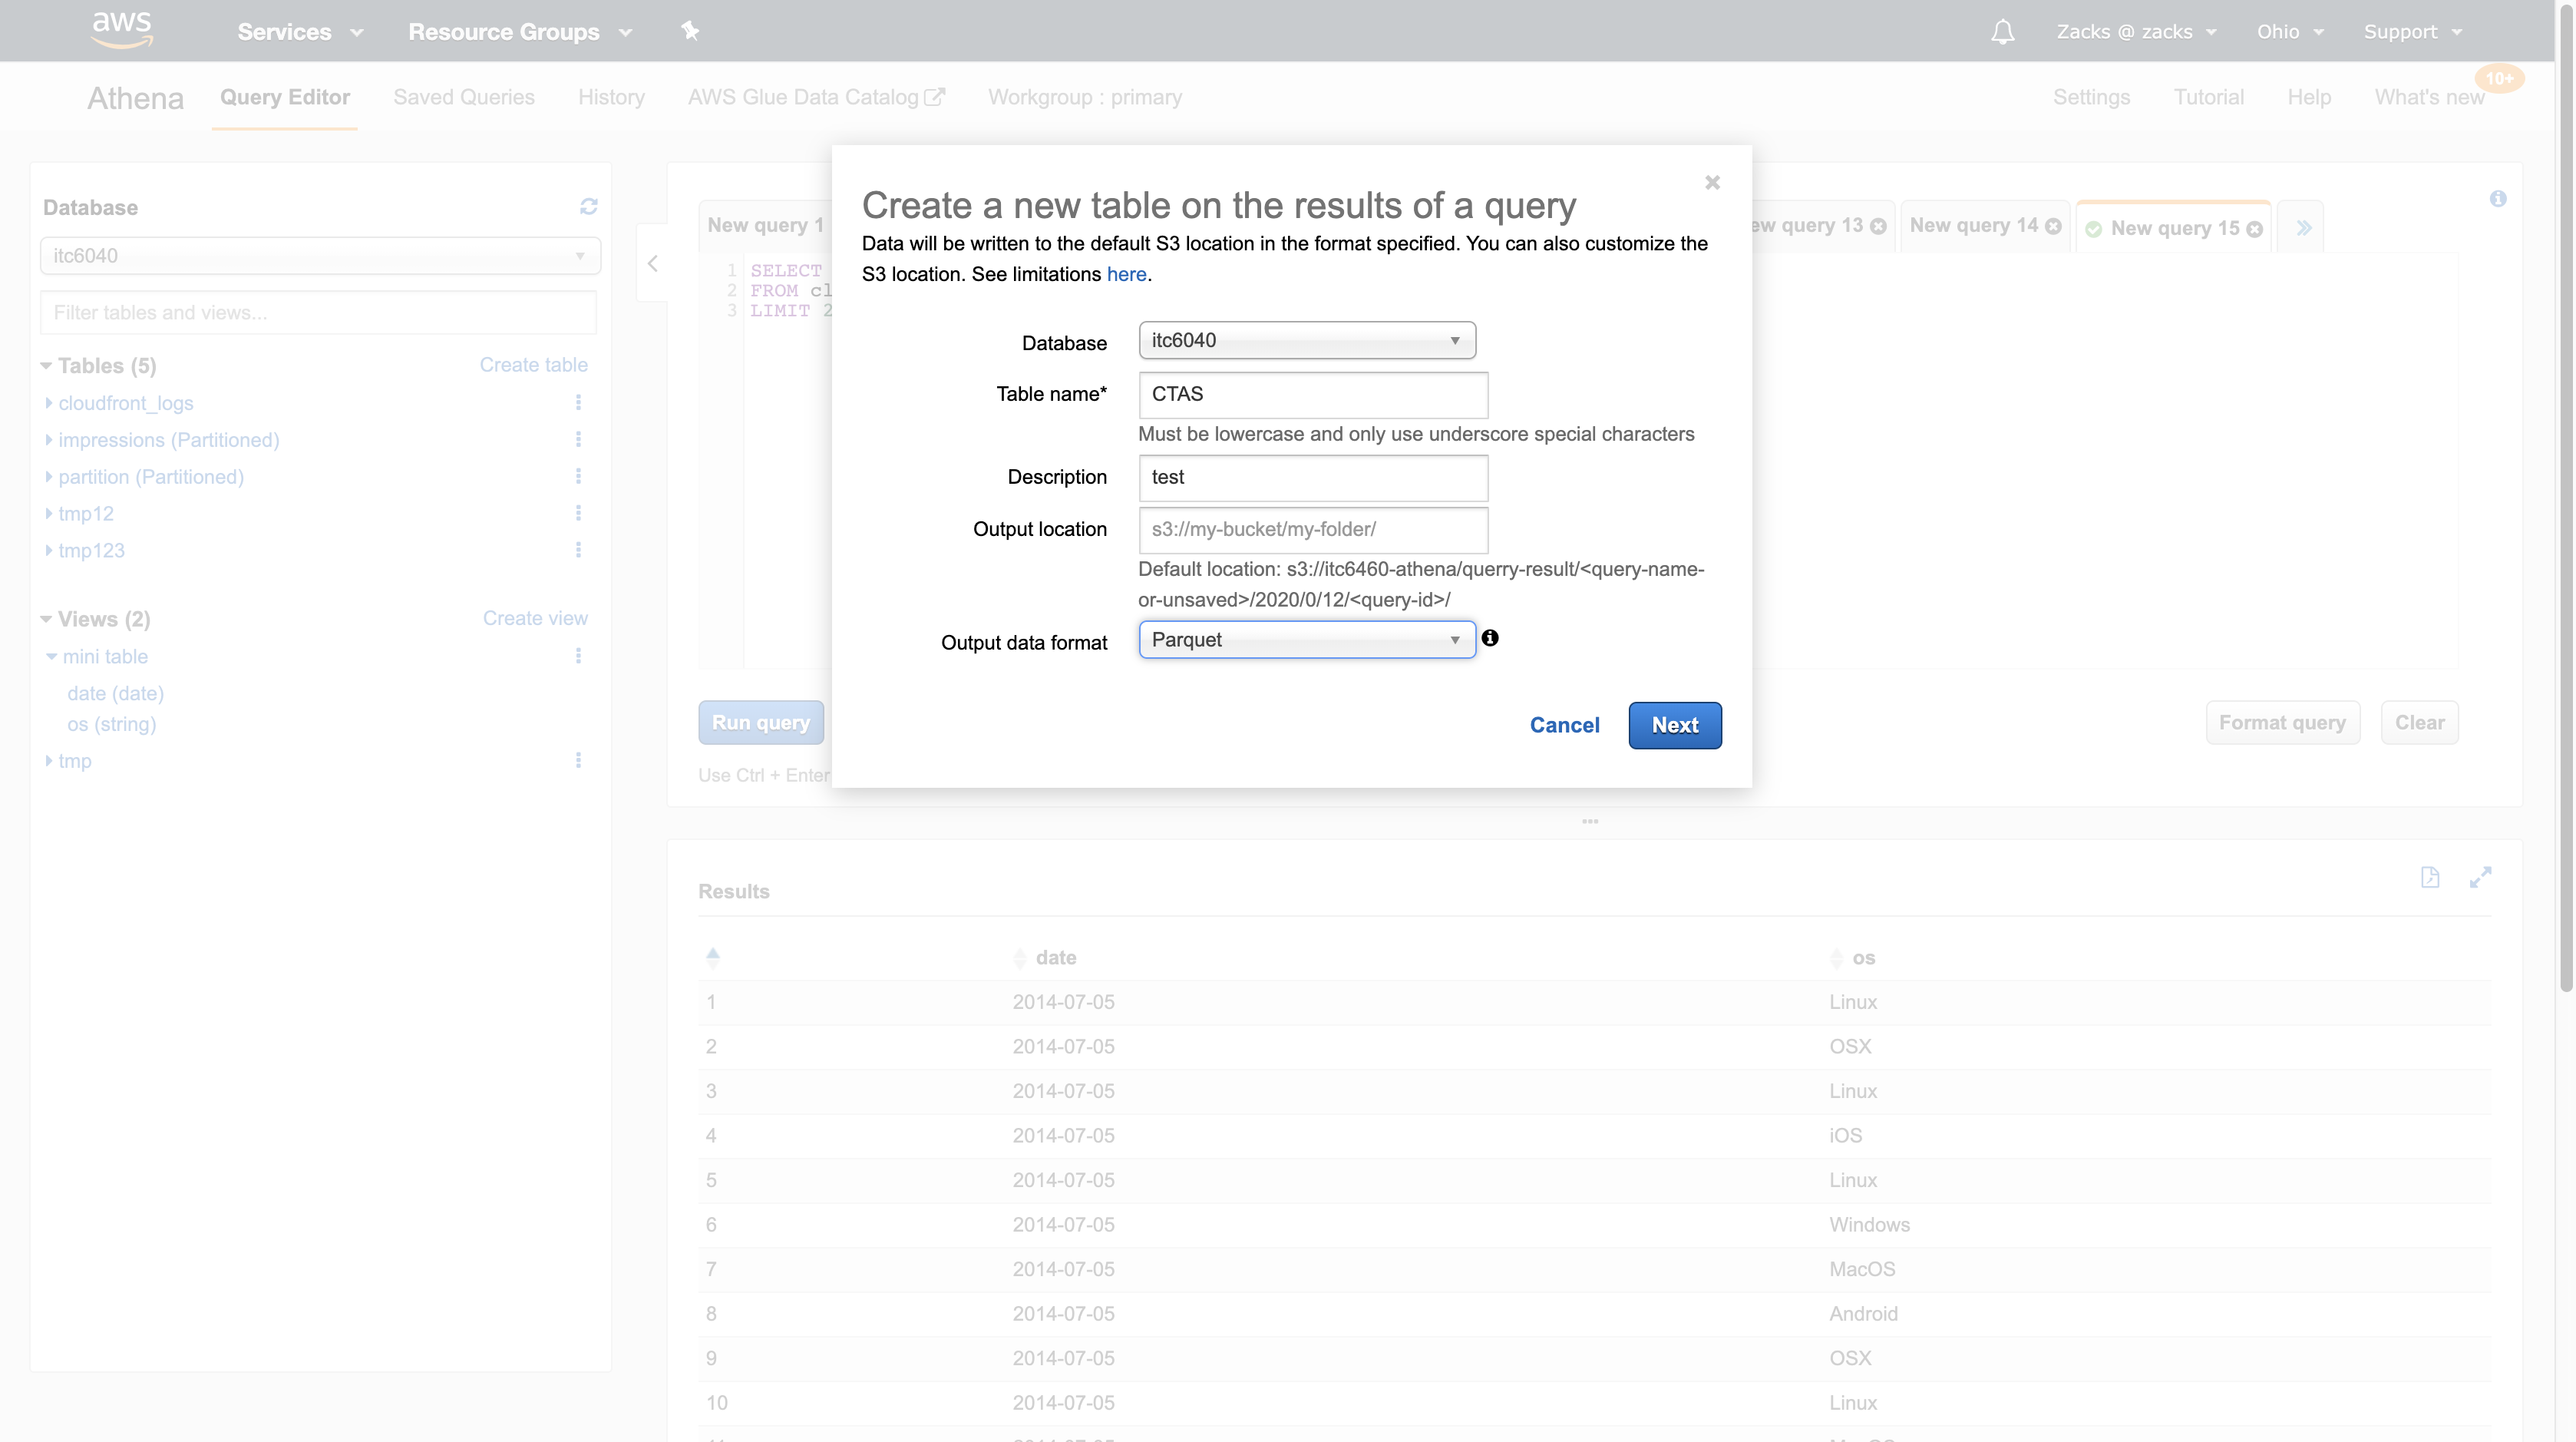 aws
Services
Resource Groups
Zacks @ zacks
Ohio
Support
Athena
Query Editor
Saved Queries
History
AWS Glue Data Catalog
Workgroup : primary
Settings
Tutorial
Help
What's new
10+
Database
itc6040
Filter tables and views...
Tables (5)
Create table
cloudfront_logs
impressions (Partitioned)
partition (Partitioned)
tmp12
tmp123
Views (2)
Create view
mini table
date (date)
os (string)
tmp
New query 1
ew query 13
New query 14
New query 15
1 SELECT
2 FROM cl
3 LIMIT 2
Create a new table on the results of a query
Data will be written to the default S3 location in the format specified. You can also customize the
S3 location. See limitations here.
Database
itc6040
Table name*
CTAS
Must be lowercase and only use underscore special characters
Description
test
Output location
s3://my-bucket/my-folder/
Default location: s3://itc6460-athena/querry-result/<query-name-
or-unsaved>/2020/0/12/<query-id>/
Output data format
Parquet
Cancel
Next
Run query
Format query
Clear
Use Ctrl + Enter
Results
date
os
1 2014-07-05 Linux
2 2014-07-05 OSX
3 2014-07-05 Linux
4 2014-07-05 iOS
5 2014-07-05 Linux
6 2014-07-05 Windows
7 2014-07-05 MacOS
8 2014-07-05 Android
9 2014-07-05 OSX
10 2014-07-05 Linux